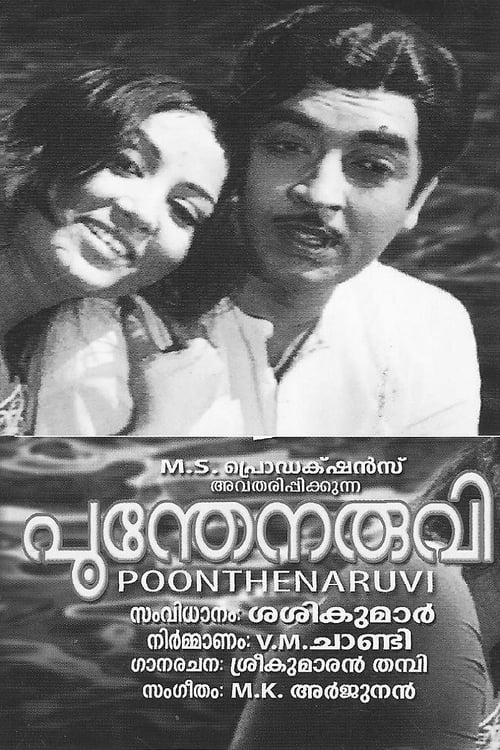 M.S. പ്രൊഡക്ഷൻസ്
അവതരിപ്പിക്കുന്ന
പൂന്തേനരുവി
POONTHENARUVI
സംവിധാനം: ശശികുമാർ
നിർമ്മാണം: V.M.ചാണ്ടി
ഗാനരചന: ശ്രീകുമാരൻ തമ്പി
സംഗീതം: M.K. അർജുനൻ